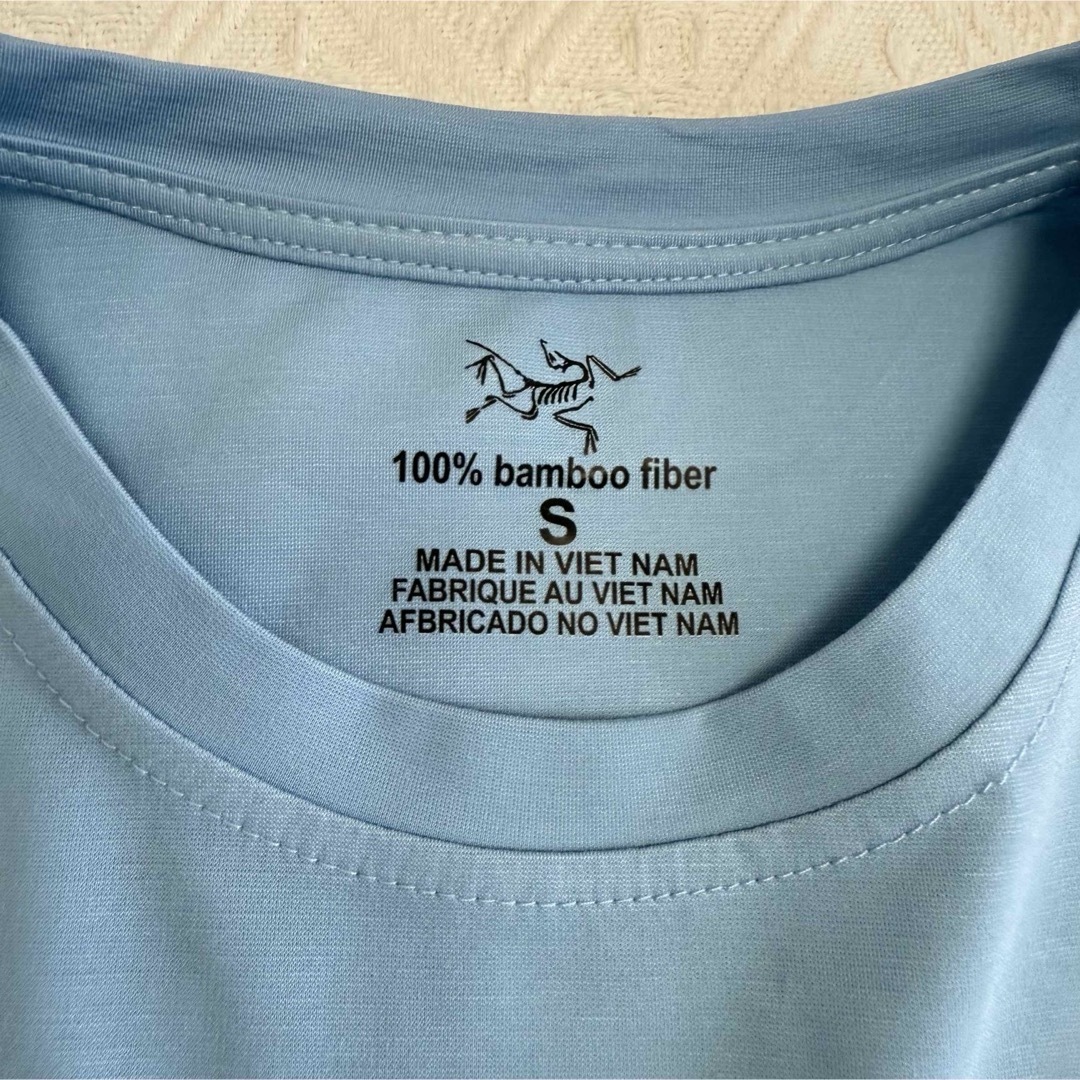 100% bamboo fiber
S
MADE IN VIET NAM
FABRIQUE AU VIET NAM
AFBRICADO NO VIET NAM